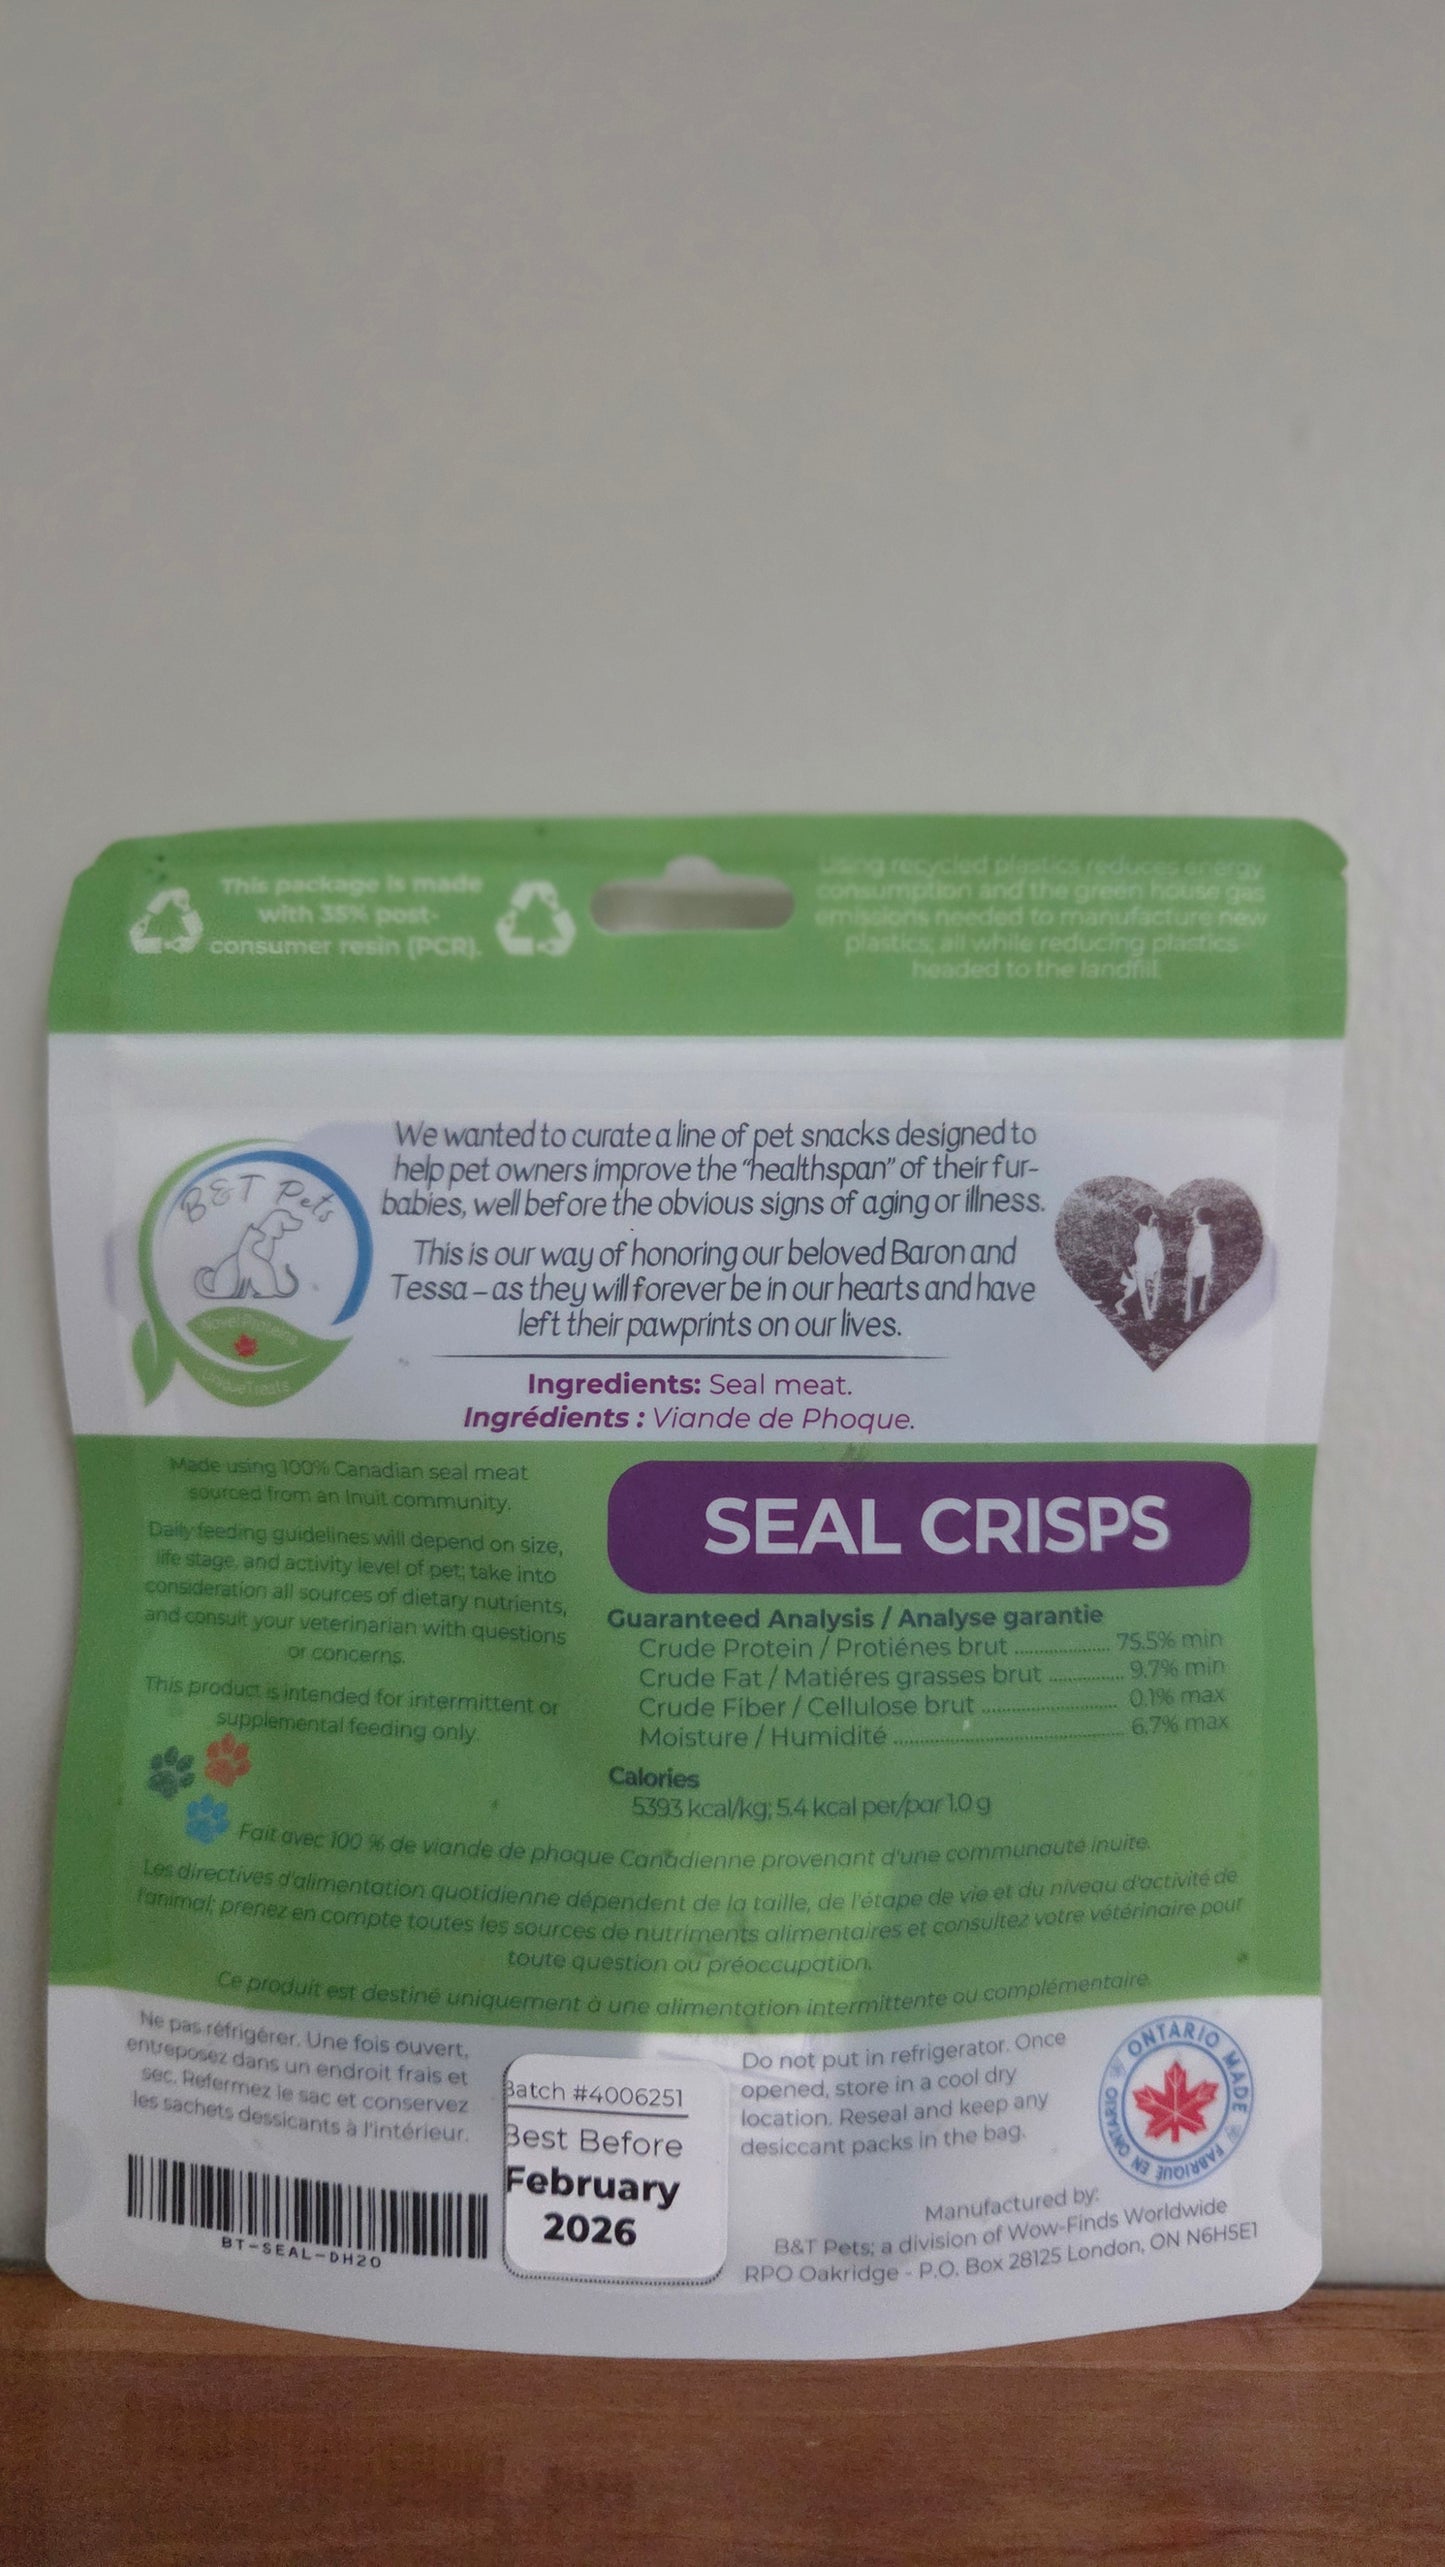 This package is made
with 35% post-
consumer resin (PCR).
Using recycled plastics reduces energy
consumption and the green house gas
emissions needed to manufacture new
plastics; all while reducing plastics
headed to the landfill.
B&T Pets
Novel Proteins
Unique Treats
We wanted to curate a line of pet snacks designed to
help pet owners improve the “healthspan” of their fur-
babies, well before the obvious signs of aging or illness.
This is our way of honoring our beloved Baron and
Tessa – as they will forever be in our hearts and have
left their pawprints on our lives.
Ingredients: Seal meat.
Ingrédients : Viande de Phoque.
Made using 100% Canadian seal meat
sourced from an Inuit community.
Daily feeding guidelines will depend on size,
life stage, and activity level of pet; take into
consideration all sources of dietary nutrients,
and consult your veterinarian with questions
or concerns.
This product is intended for intermittent or
supplemental feeding only.
SEAL CRISPS
Guaranteed Analysis / Analyse garantie
Crude Protein / Protiénes brut ........ 75.5% min
Crude Fat / Matiéres grasses brut ........ 9.7% min
Crude Fiber / Cellulose brut ........ 0.1% max
Moisture / Humidité ........ 6.7% max
Calories
5393 kcal/kg; 5.4 kcal per/par 1.0 g
Fait avec 100 % de viande de phoque Canadienne provenant d'une communauté inuite.
Les directives d'alimentation quotidienne dépendent de la taille, de l'étape de vie et du niveau d'activité de
l'animal; prenez en compte toutes les sources de nutriments alimentaires et consultez votre vétérinaire pour
toute question ou préoccupation.
Ce produit est destiné uniquement à une alimentation intermittente ou complémentaire.
Ne pas réfrigérer. Une fois ouvert,
entreposez dans un endroit frais et
sec. Refermez le sac et conservez
les sachets dessicants à l'intérieur.
BT-SEAL-DH20
Batch #4006251
Best Before
February
2026
Do not put in refrigerator. Once
opened, store in a cool dry
location. Reseal and keep any
desiccant packs in the bag.
ONTARIO MADE
FABRIQUÉ EN ONTARIO
Manufactured by:
B&T Pets; a division of Wow-Finds Worldwide
RPO Oakridge - P.O. Box 28125 London, ON N6H5E1